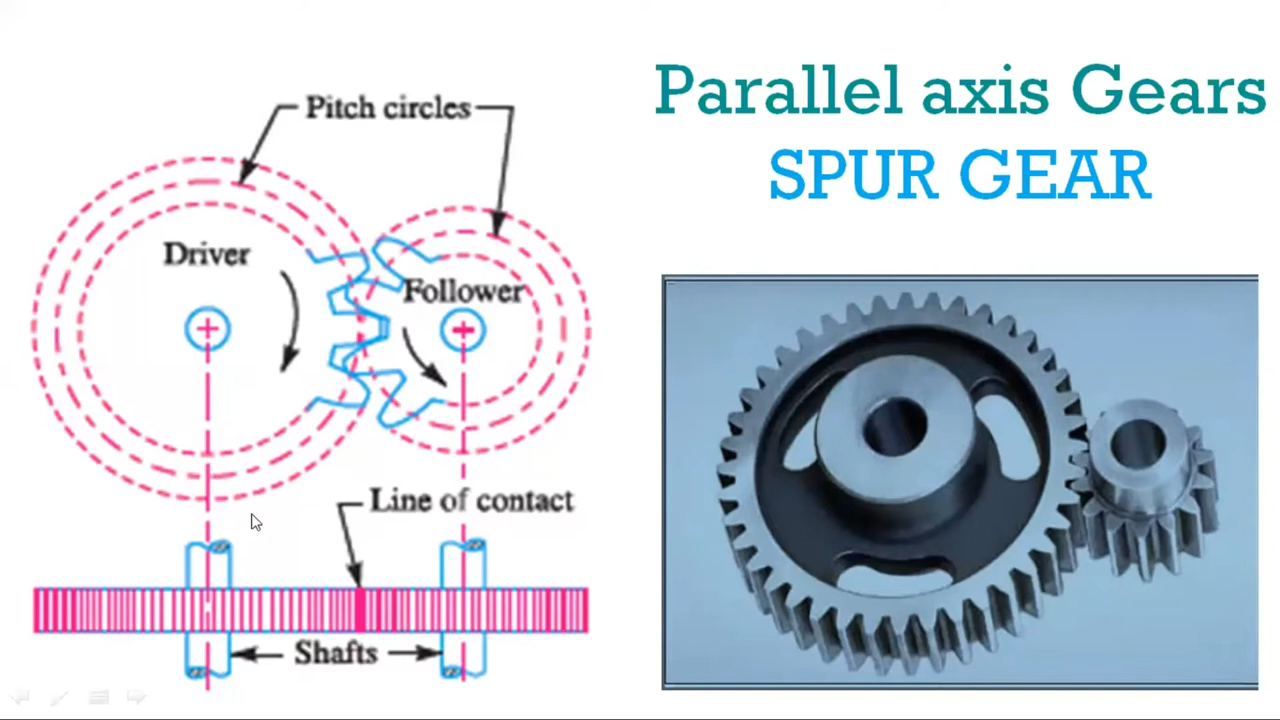 Parallel axis Gears
SPUR GEAR
Pitch circles
Driver
Follower
Line of contact
Shafts